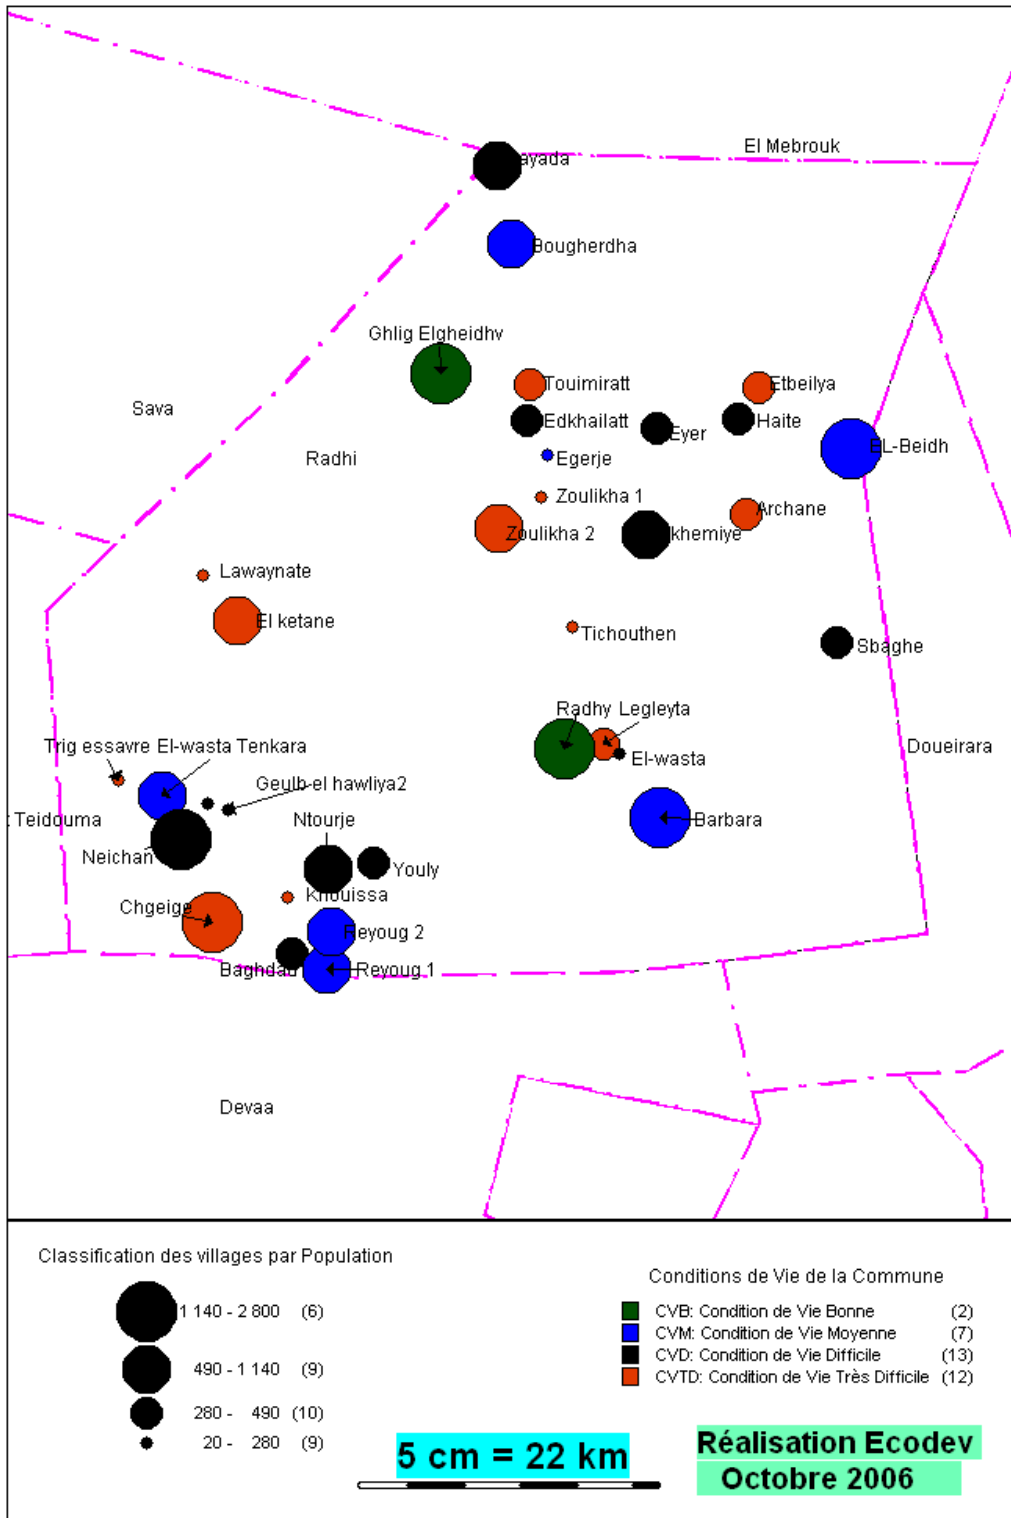 El Mebrouk
ayada
Bougherdha
Ghlig Elgheidhv
Touimiratt
Etbeilya
Sava
Edkhailatt
Eyer
Haite
EL-Beidh
Radhi
Egerje
Zoulikha 1
Archane
Zoulikha 2
khemiye
Lawaynate
El ketane
Tichouthen
Sbaghe
Radhy Legleyta
Trig essavre El-wasta Tenkara
El-wasta
Doueirara
Geulb-el hawliya2
Teidouma
Ntourje
Barbara
Neichan
Youly
Khouissa
Chgeige
Reyoug 2
Baghdad
Reyoug 1
Devaa
Classification des villages par Population
1 140 - 2 800 (6)
490 - 1 140 (9)
280 - 490 (10)
20 - 280 (9)
Conditions de Vie de la Commune
CVB: Condition de Vie Bonne (2)
CVM: Condition de Vie Moyenne (7)
CVD: Condition de Vie Difficile (13)
CVTD: Condition de Vie Très Difficile (12)
5 cm = 22 km
Réalisation Ecodev
Octobre 2006